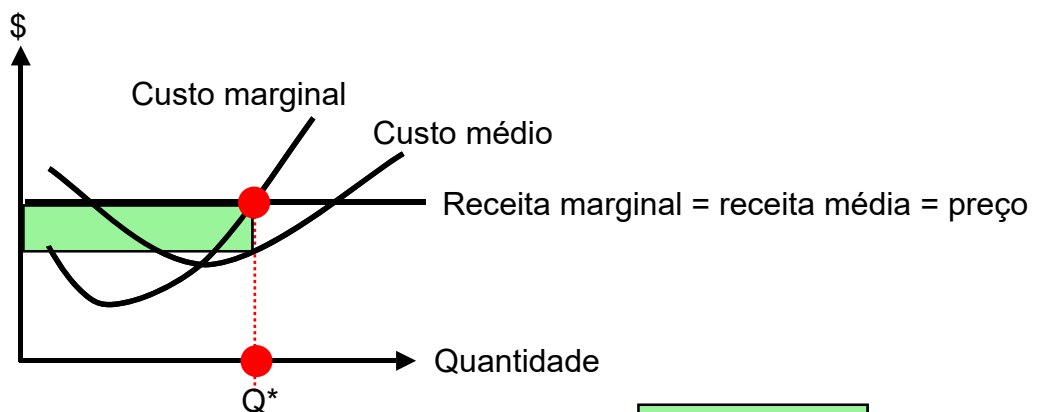 $
Custo marginal
Custo médio
Receita marginal = receita média = preço
Quantidade
Q*